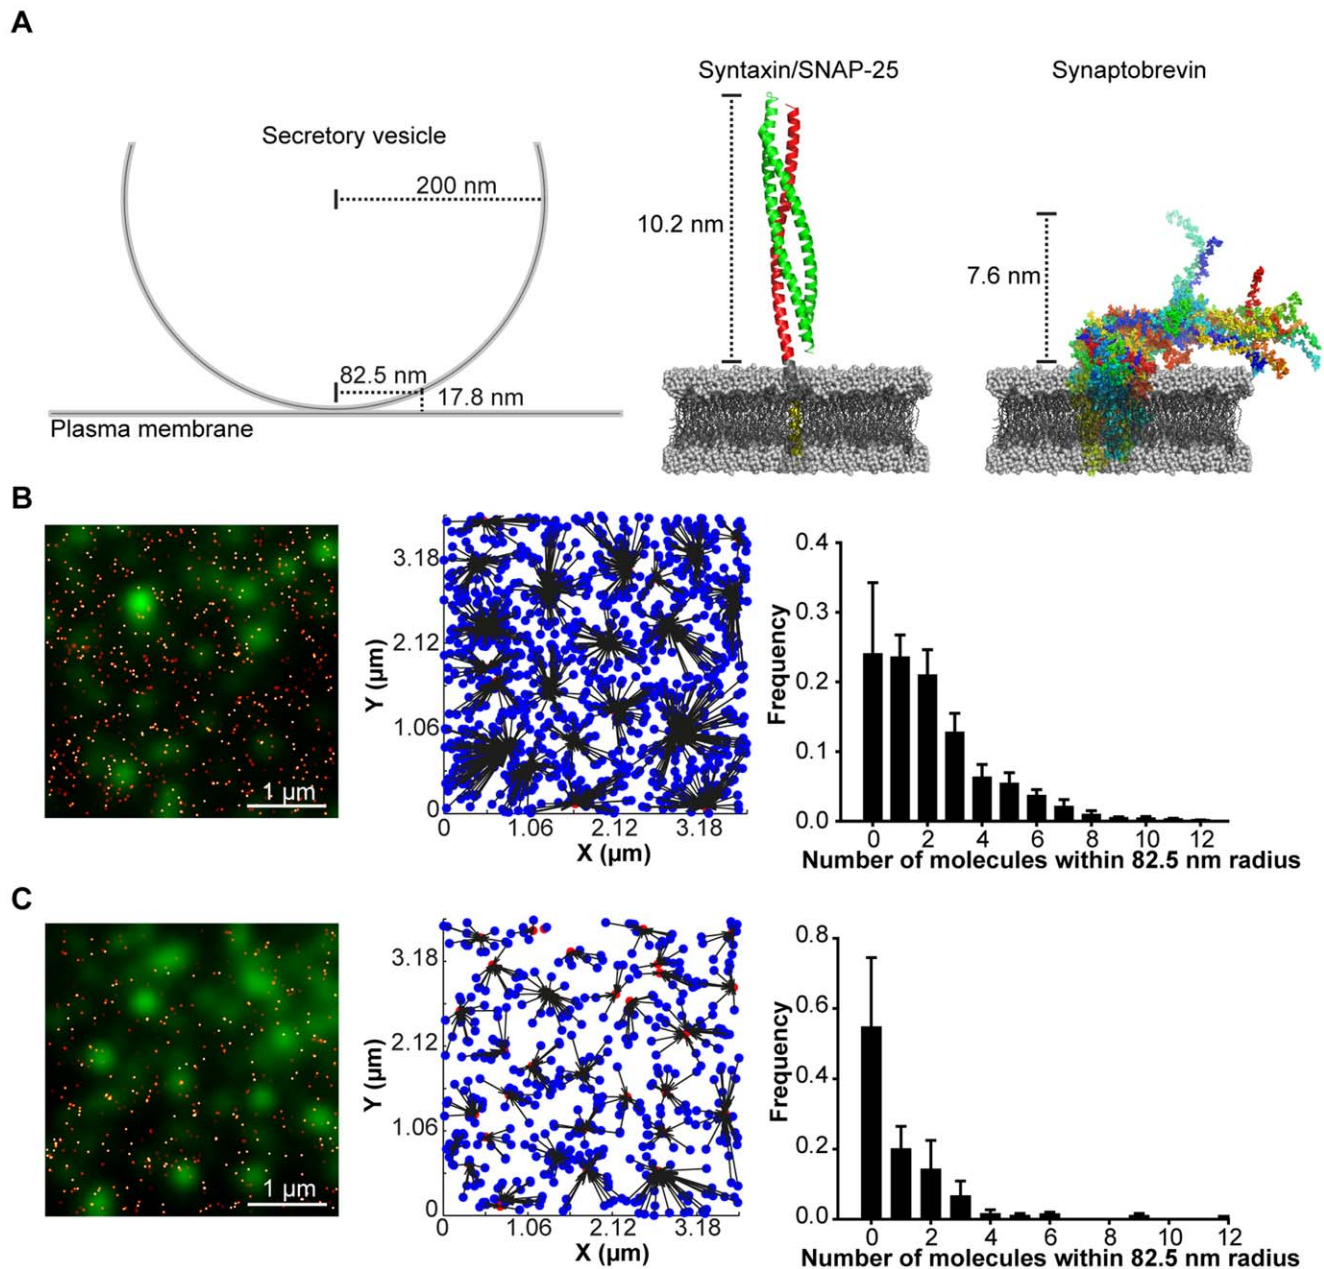 A
Syntaxin/SNAP-25
Synaptobrevin
Secretory vesicle
200 nm
10.2 nm
7.6 nm
82.5 nm
17.8 nm
Plasma membrane
B
1 µm
Y (µm)
3.18
2.12
1.06
0
0 1.06 2.12 3.18
X (µm)
Frequency
0.4
0.3
0.2
0.1
0.0
0 2 4 6 8 10 12
Number of molecules within 82.5 nm radius
C
1 µm
Y (µm)
3.18
2.12
1.06
0
0 1.06 2.12 3.18
X (µm)
Frequency
0.8
0.6
0.4
0.2
0.0
0 2 4 6 8 10 12
Number of molecules within 82.5 nm radius